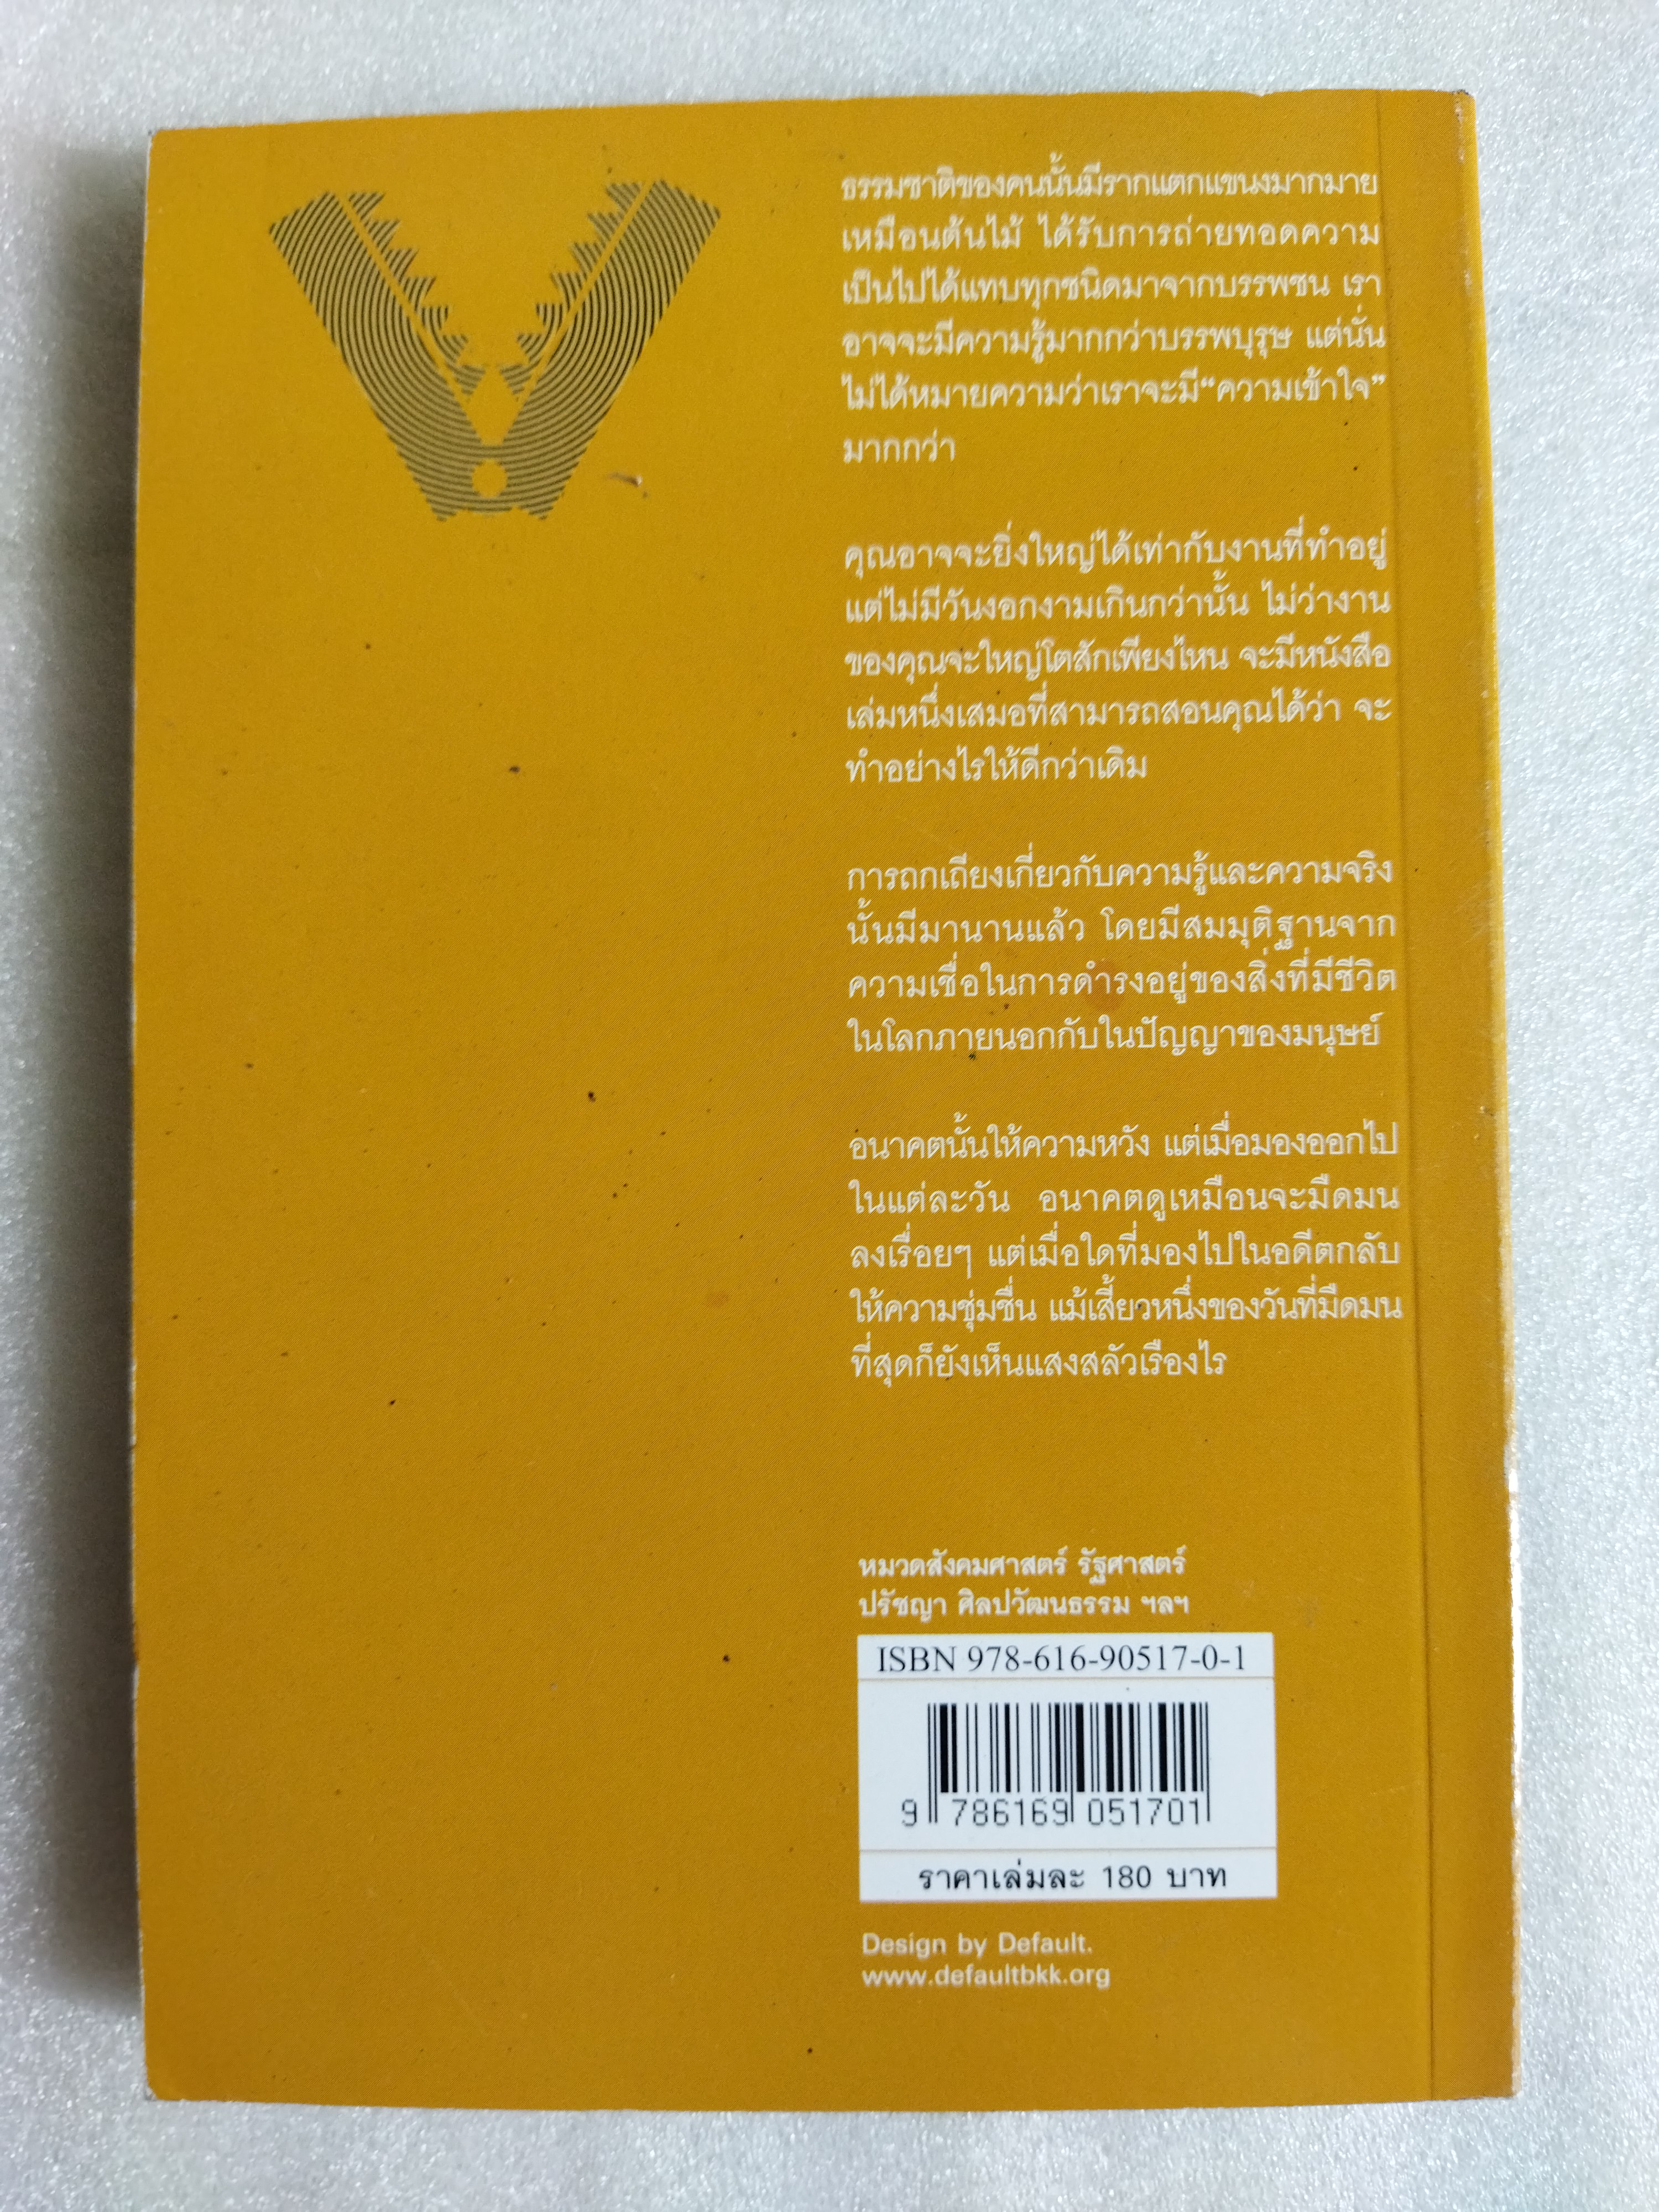 ธรรมชาติของคนนั้นมีรากแตกแขนงมากมาย
เหมือนต้นไม้ ได้รับการถ่ายทอดความ
เป็นไปได้แทบทุกชนิดมาจากบรรพชน เรา
อาจจะมีความรู้มากกว่าบรรพบุรุษ แต่นั่น
ไม่ได้หมายความว่าเราจะมี“ความเข้าใจ”
มากกว่า
คุณอาจจะยิ่งใหญ่ได้เท่ากับงานที่ทำอยู่
แต่ไม่มีวันงอกงามเกินกว่านั้น ไม่ว่างาน
ของคุณจะใหญ่โตสักเพียงไหน จะมีหนังสือ
เล่มหนึ่งเสมอที่สามารถสอนคุณได้ว่า จะ
ทำอย่างไรให้ดีกว่าเดิม
การถกเถียงเกี่ยวกับความรู้และความจริง
นั้นมีมานานแล้ว โดยมีสมมุติฐานจาก
ความเชื่อในการดำรงอยู่ของสิ่งที่มีชีวิต
ในโลกภายนอกกับในปัญญาของมนุษย์
อนาคตนั้นให้ความหวัง แต่เมื่อมองออกไป
ในแต่ละวัน อนาคตดูเหมือนจะมืดมน
ลงเรื่อยๆ แต่เมื่อใดที่มองไปในอดีตกลับ
ให้ความชุ่มชื่น แม้เสี้ยวหนึ่งของวันที่มืดมน
ที่สุดก็ยังเห็นแสงสลัวเรืองไร
หมวดสังคมศาสตร์ รัฐศาสตร์
ปรัชญา ศิลปวัฒนธรรม ฯลฯ
ISBN 978-616-90517-0-1
9 786169 051701
ราคาเล่มละ 180 บาท
Design by Default.
www.defaultbkk.org